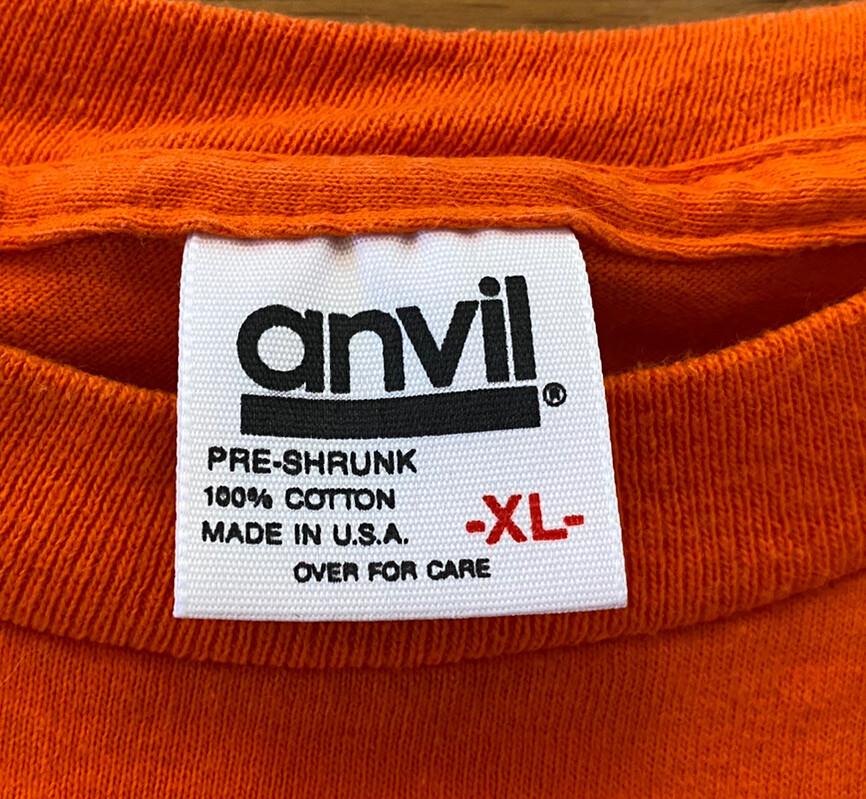 anvil®
PRE-SHRUNK
100% COTTON
MADE IN U.S.A.
-XL-
OVER FOR CARE